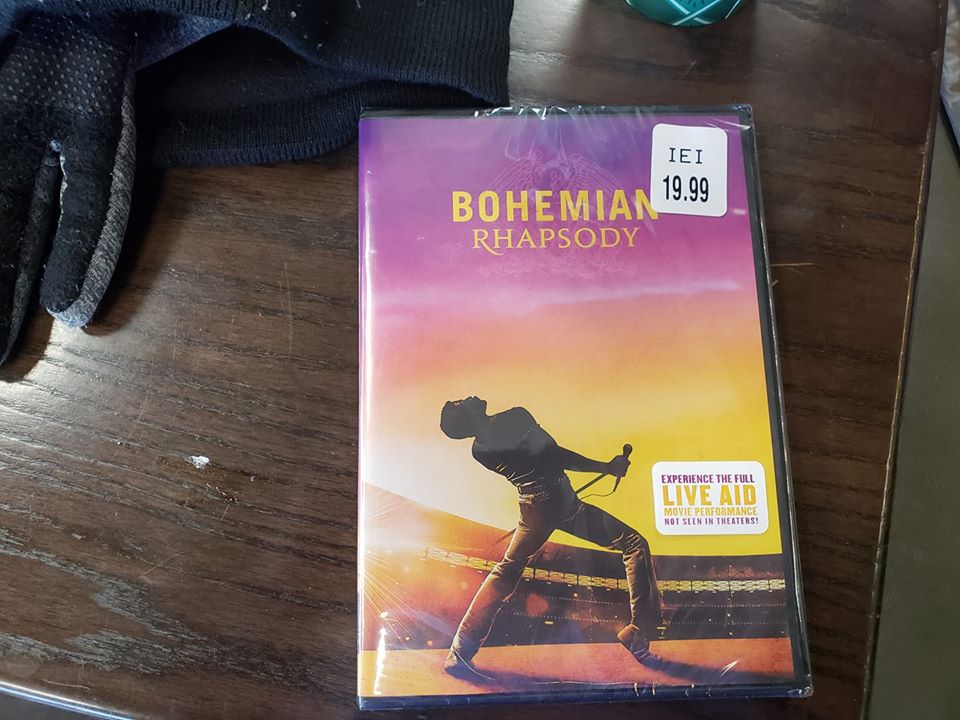 IEI
19.99
BOHEMIAN
RHAPSODY
EXPERIENCE THE FULL
LIVE AID
MOVIE PERFORMANCE
NOT SEEN IN THEATERS!